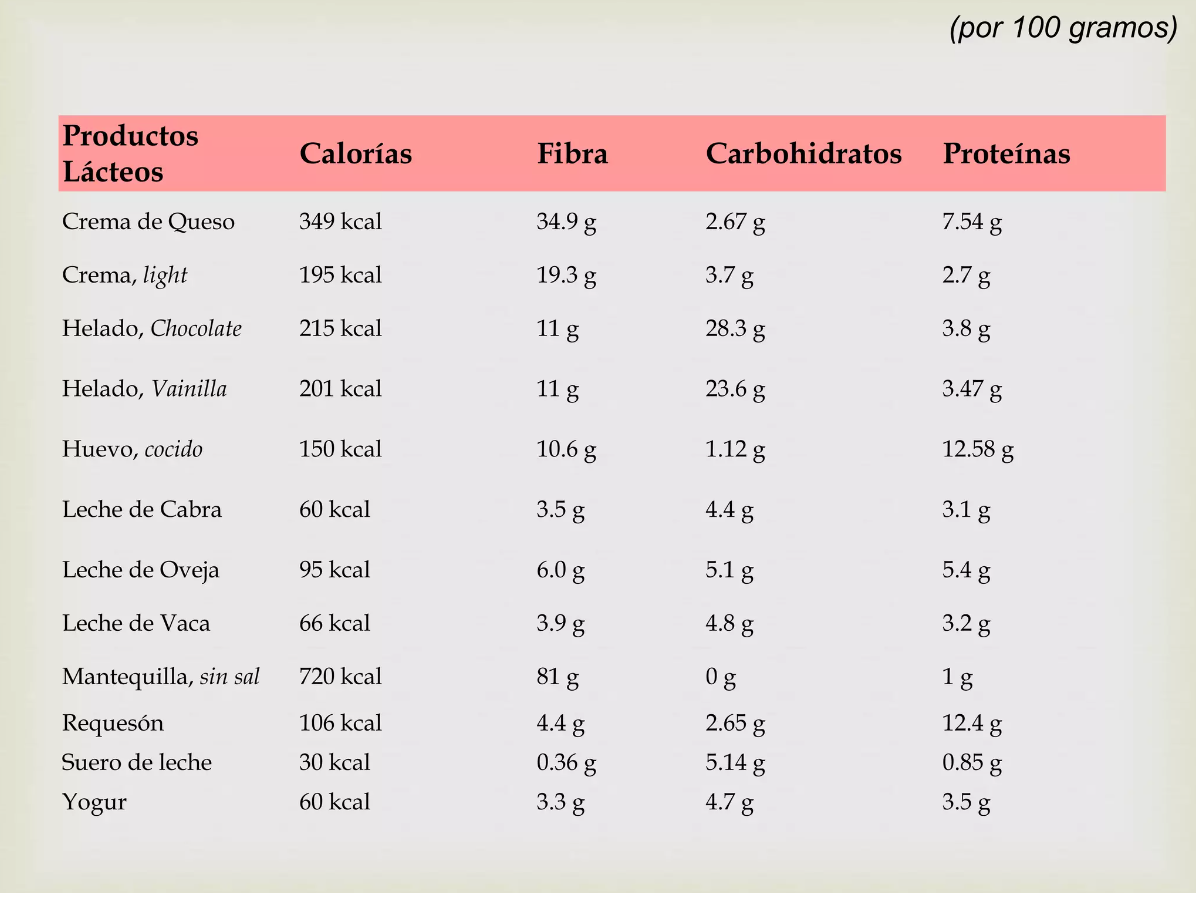 (por 100 gramos)
Productos
Lácteos Calorías Fibra Carbohidratos Proteínas
Crema de Queso 349 kcal 34.9 g 2.67 g 7.54 g
Crema, light 195 kcal 19.3 g 3.7 g 2.7 g
Helado, Chocolate 215 kcal 11 g 28.3 g 3.8 g
Helado, Vainilla 201 kcal 11 g 23.6 g 3.47 g
Huevo, cocido 150 kcal 10.6 g 1.12 g 12.58 g
Leche de Cabra 60 kcal 3.5 g 4.4 g 3.1 g
Leche de Oveja 95 kcal 6.0 g 5.1 g 5.4 g
Leche de Vaca 66 kcal 3.9 g 4.8 g 3.2 g
Mantequilla, sin sal 720 kcal 81 g 0 g 1 g
Requesón 106 kcal 4.4 g 2.65 g 12.4 g
Suero de leche 30 kcal 0.36 g 5.14 g 0.85 g
Yogur 60 kcal 3.3 g 4.7 g 3.5 g